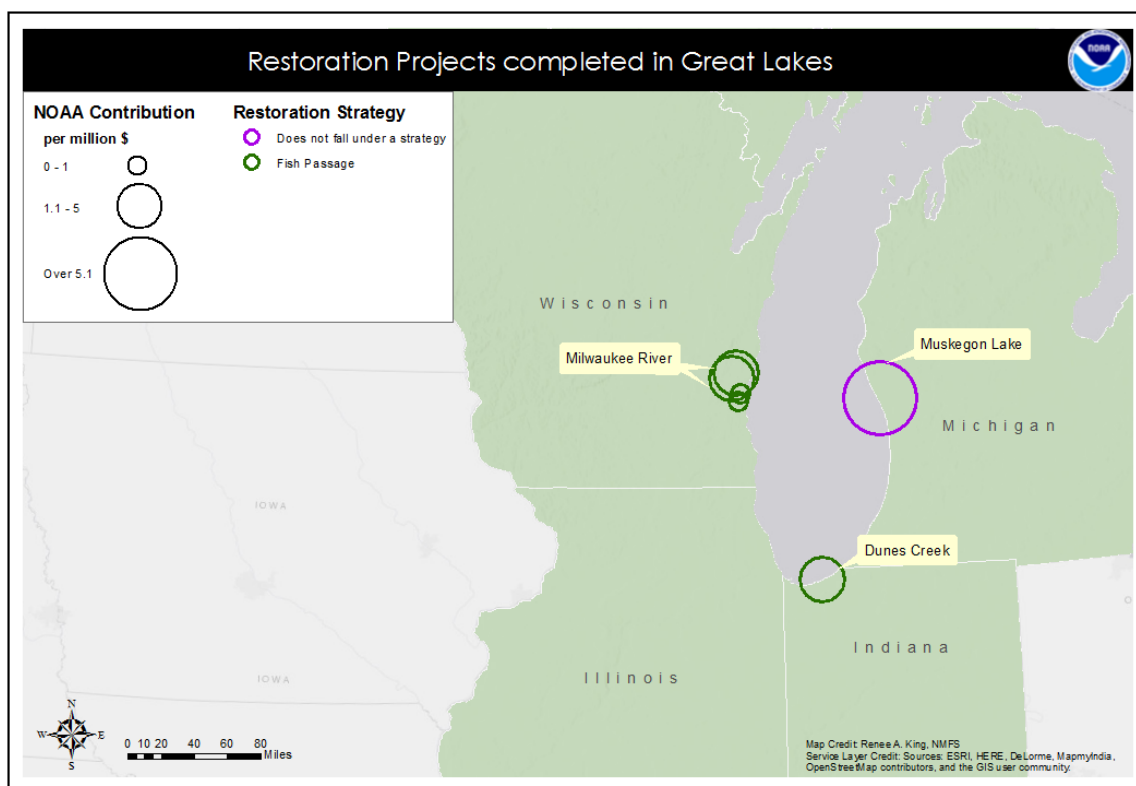 Restoration Projects completed in Great Lakes
NOAA
NOAA Contribution
per million $
0 - 1
1.1 - 5
Over 5.1
Restoration Strategy
Does not fall under a strategy
Fish Passage
Wisconsin
Milwaukee River
Muskegon Lake
Michigan
IOWA
Dunes Creek
Indiana
Illinois
IOWA
N
W E
S
0 10 20 40 60 80
Miles
Map Credit: Renee A. King, NMFS
Service Layer Credit: Sources: ESRI, HERE, DeLorme, MapmyIndia,
OpenStreetMap contributors, and the GIS user community.